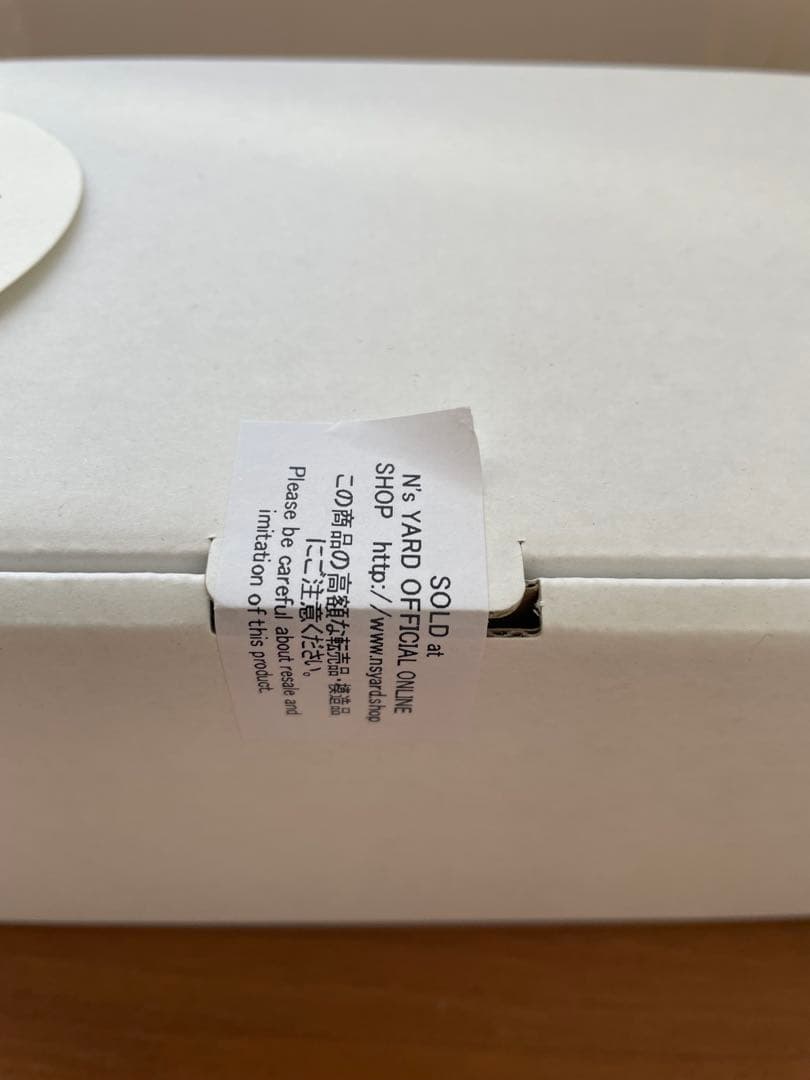 SOLD at
N's YARD OFFICIAL ONLINE
SHOP http://www.nsyard.shop
この商品の高額な転売品・模造品
にご注意ください。
Please be careful about resale and
imitation of this product.